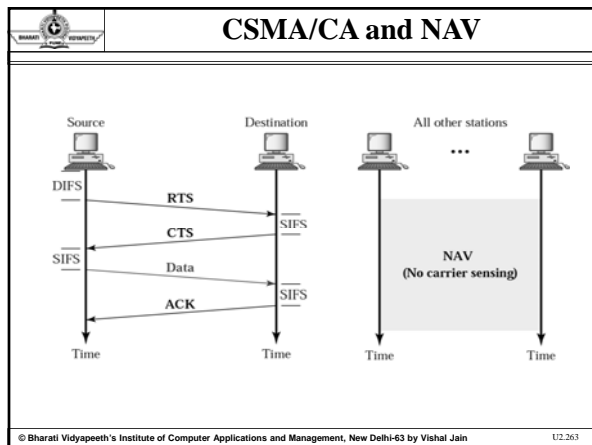 BHARATI VIDYAPEETH
PUNE
CSMA/CA and NAV
Source
Destination
All other stations
...
DIFS
RTS
SIFS
CTS
SIFS
Data
SIFS
ACK
NAV
(No carrier sensing)
Time
Time
Time
Time
© Bharati Vidyapeeth's Institute of Computer Applications and Management, New Delhi-63 by Vishal Jain
U2.263